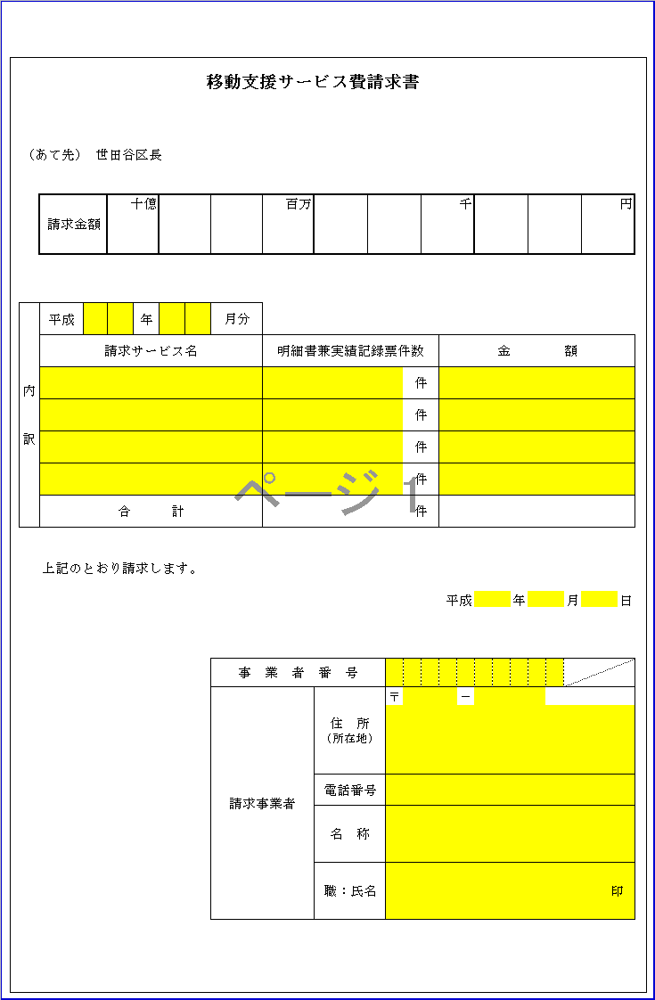 移動支援サービス費請求書
（あて先）　世田谷区長
請求金額 十億 百万 千 円
平成 年 月分
請求サービス名 明細書兼実績記録票件数 金　額
内訳
件
件
件
件
合　計 件
ページ 1
上記のとおり請求します。
平成 年 月 日
事　業　者　番　号
〒 －
住　所
（所在地）
電話番号
請求事業者
名　称
職：氏名 印